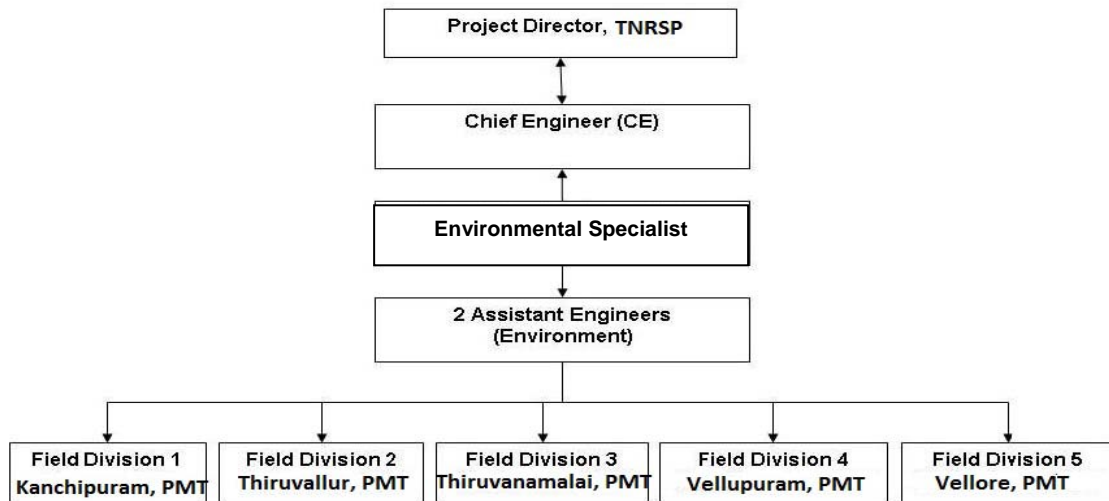 Project Director, TNRSP
Chief Engineer (CE)
Environmental Specialist
2 Assistant Engineers
(Environment)
Field Division 1
Kanchipuram, PMT
Field Division 2
Thiruvallur, PMT
Field Division 3
Thiruvanamalai, PMT
Field Division 4
Vellupuram, PMT
Field Division 5
Vellore, PMT